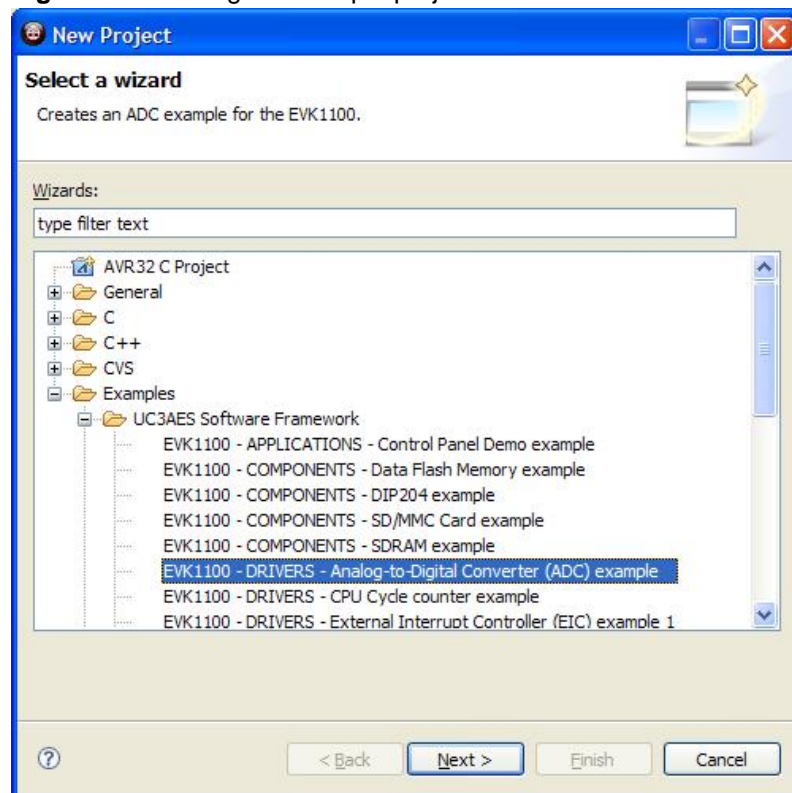 New Project
Select a wizard
Creates an ADC example for the EVK1100.
Wizards:
type filter text
AVR32 C Project
General
C
C++
CVS
Examples
UC3AES Software Framework
EVK1100 - APPLICATIONS - Control Panel Demo example
EVK1100 - COMPONENTS - Data Flash Memory example
EVK1100 - COMPONENTS - DIP204 example
EVK1100 - COMPONENTS - SD/MMC Card example
EVK1100 - COMPONENTS - SDRAM example
EVK1100 - DRIVERS - Analog-to-Digital Converter (ADC) example
EVK1100 - DRIVERS - CPU Cycle counter example
EVK1100 - DRIVERS - External Interrupt Controller (EIC) example 1
< Back Next > Finish Cancel